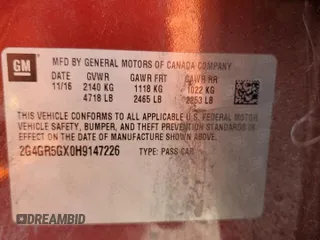 GM
MFD BY GENERAL MOTORS OF CANADA COMPANY
11/16 GVWR GAWR FRT GAWR RR
2140 KG 1118 KG 1022 KG
4718 LB 2465 LB 2253 LB
THIS VEHICLE CONFORMS TO ALL APPLICABLE U.S. FEDERAL MOTOR
VEHICLE SAFETY, BUMPER, AND THEFT PREVENTION STANDARDS
IN EFFECT ON THE DATE OF MANUFACTURE SHOWN ABOVE.
2G4GR5GX0H9147226 TYPE: PASS CAR
DREAMBID